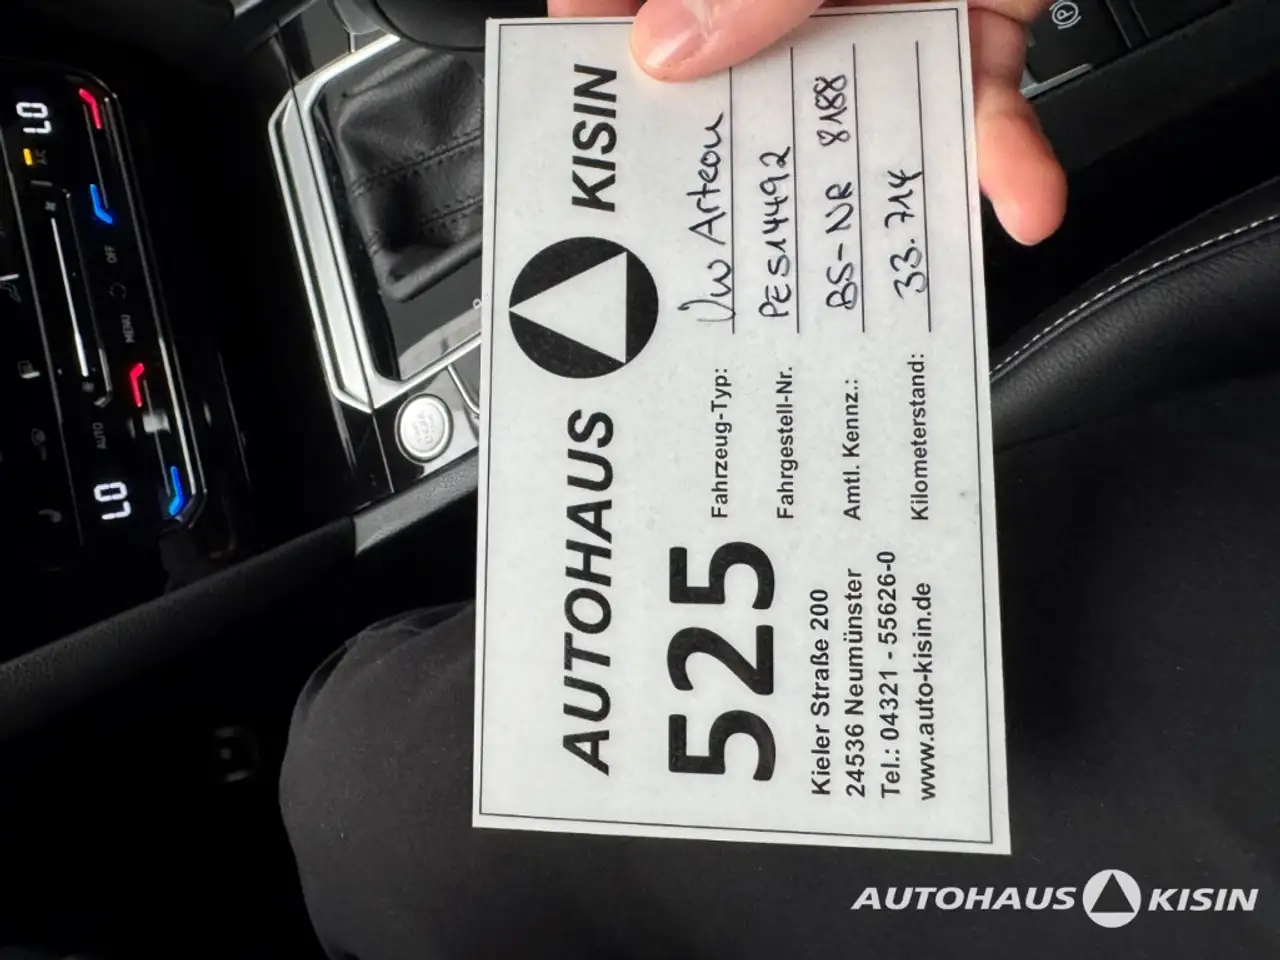 AUTOHAUS KISIN
525
Kieler Straße 200
24536 Neumünster
Tel.: 04321 - 55626-0
www.auto-kisin.de
Fahrzeug-Typ: VW Arteon
Fahrgestell-Nr. PE514492
Amtl. Kennz.: BS-NR 8188
Kilometerstand: 33.714
LO
AUTO
MENU
OFF
LO
AUTOHAUS KISIN